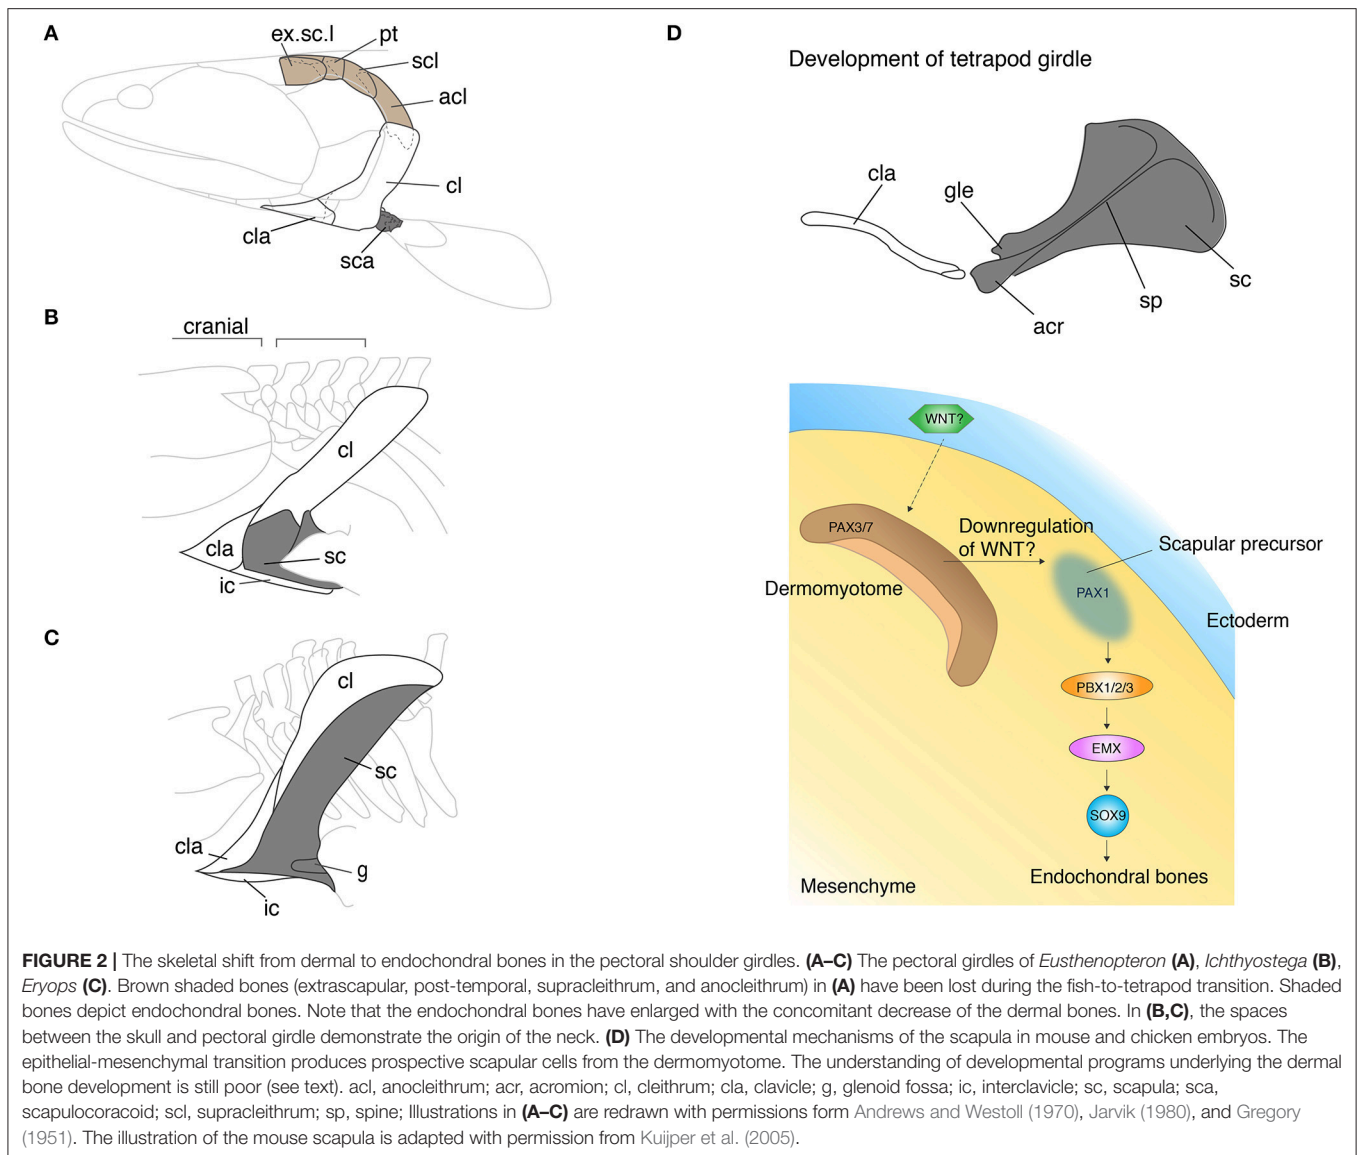 A
ex.sc.l
pt
scl
acl
cl
cla
sca
B
cranial
cl
cla
sc
ic
C
cl
sc
cla
g
ic
D
Development of tetrapod girdle
cla
gle
sc
sp
acr
WNT?
PAX3/7
Downregulation
of WNT?
Scapular precursor
Dermomyotome
PAX1
Ectoderm
PBX1/2/3
EMX
SOX9
Endochondral bones
Mesenchyme
FIGURE 2 | The skeletal shift from dermal to endochondral bones in the pectoral shoulder girdles. (A–C) The pectoral girdles of Eusthenopteron (A), Ichthyostega (B),
Eryops (C). Brown shaded bones (extrascapular, post-temporal, supracleithrum, and anocleithrum) in (A) have been lost during the fish-to-tetrapod transition. Shaded
bones depict endochondral bones. Note that the endochondral bones have enlarged with the concomitant decrease of the dermal bones. In (B,C), the spaces
between the skull and pectoral girdle demonstrate the origin of the neck. (D) The developmental mechanisms of the scapula in mouse and chicken embryos. The
epithelial-mesenchymal transition produces prospective scapular cells from the dermomyotome. The understanding of developmental programs underlying the dermal
bone development is still poor (see text). acl, anocleithrum; acr, acromion; cl, cleithrum; cla, clavicle; g, glenoid fossa; ic, interclavicle; sc, scapula; sca,
scapulocoracoid; scl, supracleithrum; sp, spine; Illustrations in (A–C) are redrawn with permissions form Andrews and Westoll (1970), Jarvik (1980), and Gregory
(1951). The illustration of the mouse scapula is adapted with permission from Kuijper et al. (2005).